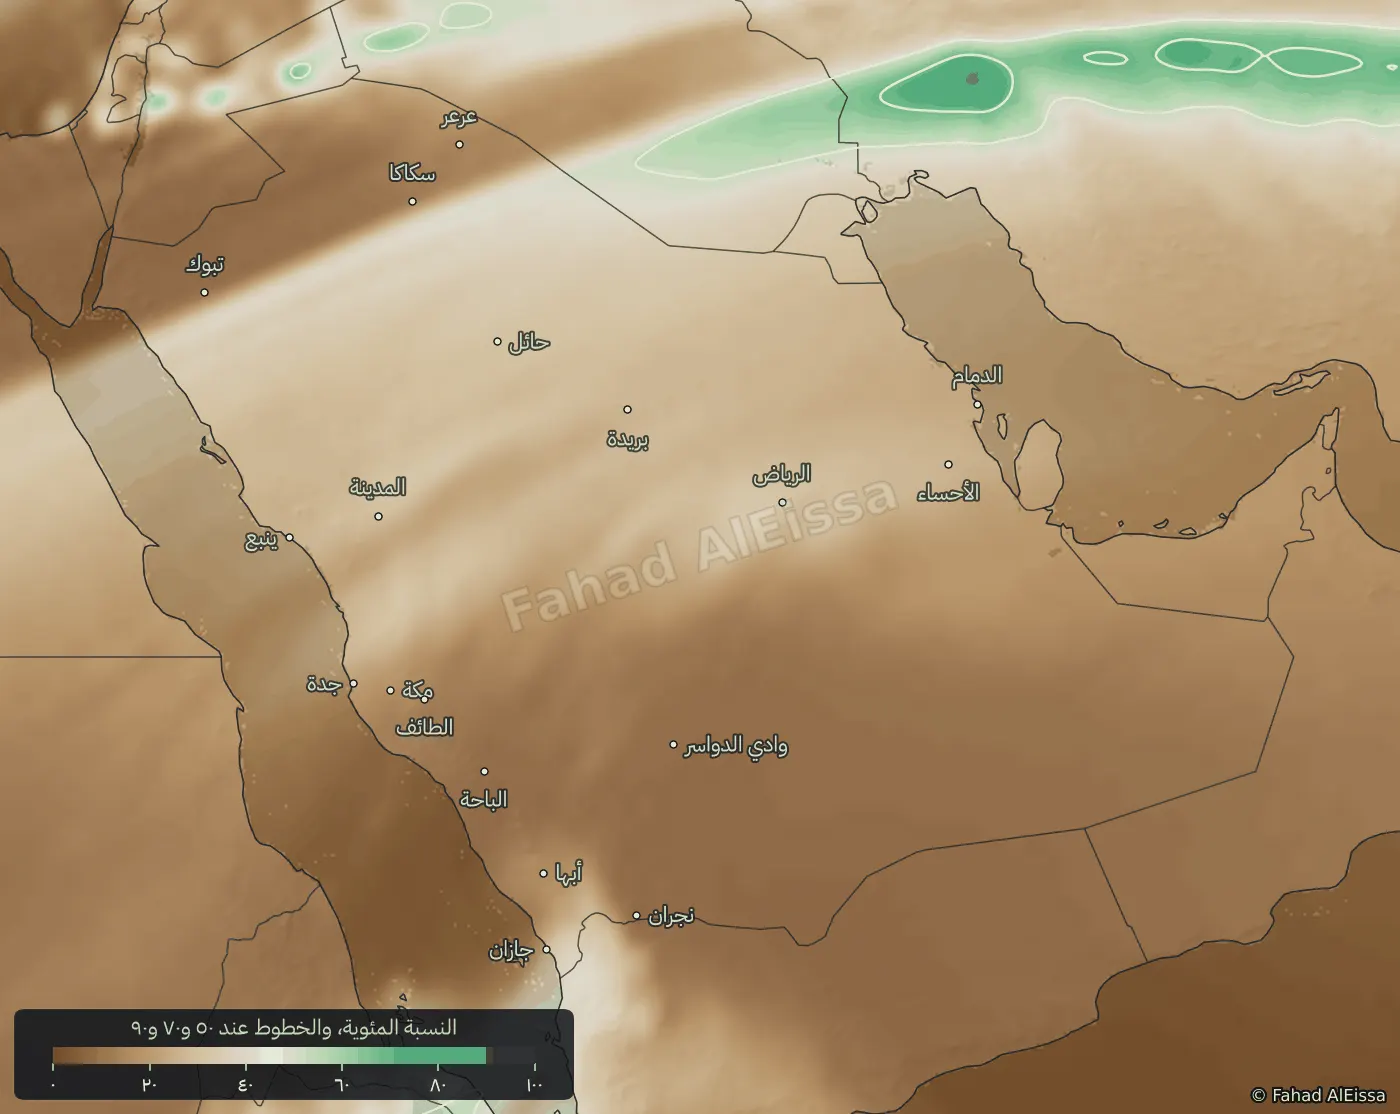 عرعر
سكاكا
تبوك
حائل
الدمام
بريدة
الرياض
الأحساء
المدينة
ينبع
Fahad AlEissa
جدة
مكة
الطائف
وادي الدواسر
الباحة
أبها
نجران
جازان
النسبة المئوية، والخطوط عند ٥٠ و٧٠ و٩٠
٠ ٢٠ ٤٠ ٦٠ ٨٠ ١٠٠
© Fahad AlEissa